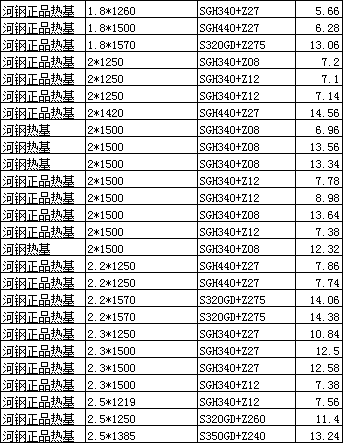 河钢正品热基 1.8*1260 SGH340+Z27 5.66
河钢正品热基 1.8*1500 SGH440+Z27 6.28
河钢正品热基 1.8*1570 S320GD+Z275 13.06
河钢正品热基 2*1250 SGH340+Z08 7.2
河钢正品热基 2*1250 SGH340+Z12 7.1
河钢正品热基 2*1250 SGH340+Z12 7.14
河钢正品热基 2*1420 SGH440+Z27 14.56
河钢热基 2*1500 SGH340+Z08 6.96
河钢热基 2*1500 SGH340+Z08 13.56
河钢热基 2*1500 SGH340+Z08 13.34
河钢正品热基 2*1500 SGH340+Z12 7.78
河钢正品热基 2*1500 SGH340+Z12 8.98
河钢正品热基 2*1500 SGH340+Z08 13.64
河钢正品热基 2*1500 SGH340+Z12 7.38
河钢热基 2*1500 SGH340+Z08 12.32
河钢正品热基 2.2*1250 SGH440+Z27 7.86
河钢正品热基 2.2*1250 SGH440+Z27 7.74
河钢正品热基 2.2*1570 S320GD+Z275 14.06
河钢正品热基 2.2*1570 S320GD+Z275 14.38
河钢正品热基 2.3*1250 SGH340+Z27 10.84
河钢正品热基 2.3*1500 SGH340+Z27 12.5
河钢正品热基 2.3*1500 SGH340+Z27 12.58
河钢正品热基 2.3*1500 SGH340+Z12 7.38
河钢正品热基 2.5*1219 SGH340+Z12 7.56
河钢正品热基 2.5*1250 S320GD+Z260 11.4
河钢正品热基 2.5*1385 S350GD+Z240 13.24